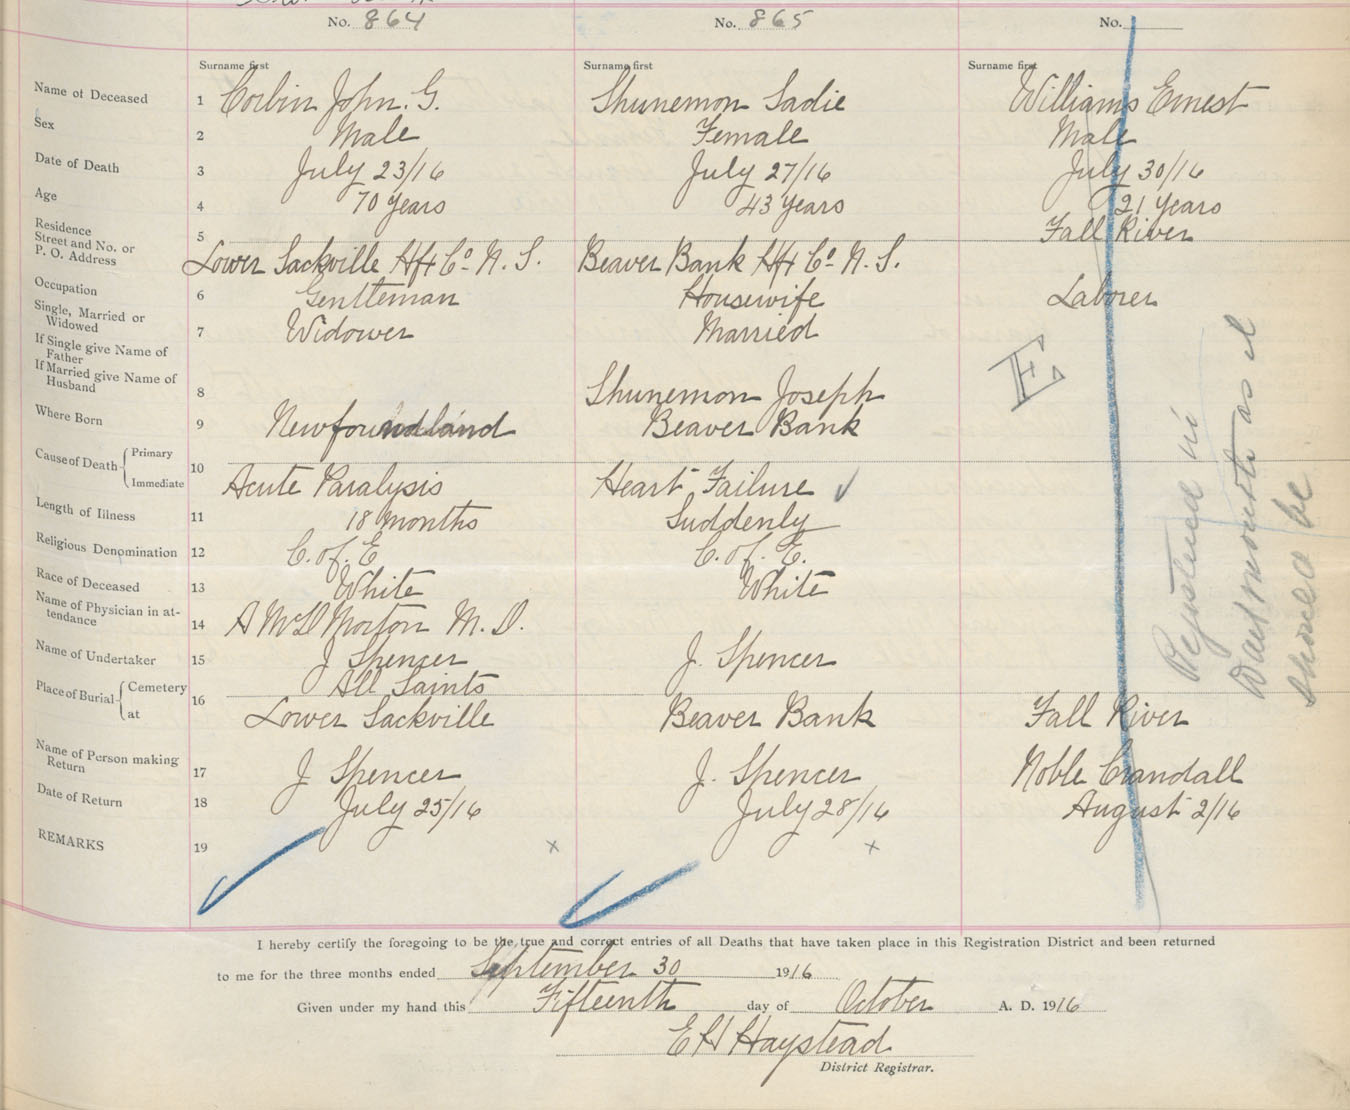 No. 864 No. 865 No.
Surname first Surname first Surname first
Name of Deceased 1 Corbin John. G. Shunemon Sadie Williams Ernest
Sex 2 Male Female Male
Date of Death 3 July 23/16 July 27/16 July 30/16
Age 4 70 Years 43 Years 21 Years
Residence 5 Fall River
Street and No. or
P. O. Address Lower Sackville Hfx Co. N. S. Beaver Bank Hfx Co. N. S.
Occupation 6 Gentleman Housewife Laborer
Single, Married or
Widowed 7 Widower Married
If Single give Name of
Father
If Married give Name of
Husband 8 Shunemon Joseph
E
Where Born 9 Newfoundland Beaver Bank
Cause of Death { Primary
Immediate 10 Acute Paralysis Heart Failure
Length of Illness 11 18 Months Suddenly
Religious Denomination 12 C. of. E C. of. E.
Race of Deceased 13 White White
Name of Physician in at-
tendance 14 A McD Morton M. D.
Name of Undertaker 15 J Spencer J. Spencer
Place of Burial { Cemetery 16 All Saints
at Lower Sackville Beaver Bank Fall River
Name of Person making
Return 17 J Spencer J. Spencer Noble Crandall
Date of Return 18 July 25/16 July 28/16 August 2/16
REMARKS 19 x x
Registered in
Dartmouth as it
should be
I hereby certify the foregoing to be the true and correct entries of all Deaths that have taken place in this Registration District and been returned
to me for the three months ended September 30 1916
Given under my hand this Fifteenth day of October A. D. 1916
E H Haystead
District Registrar.